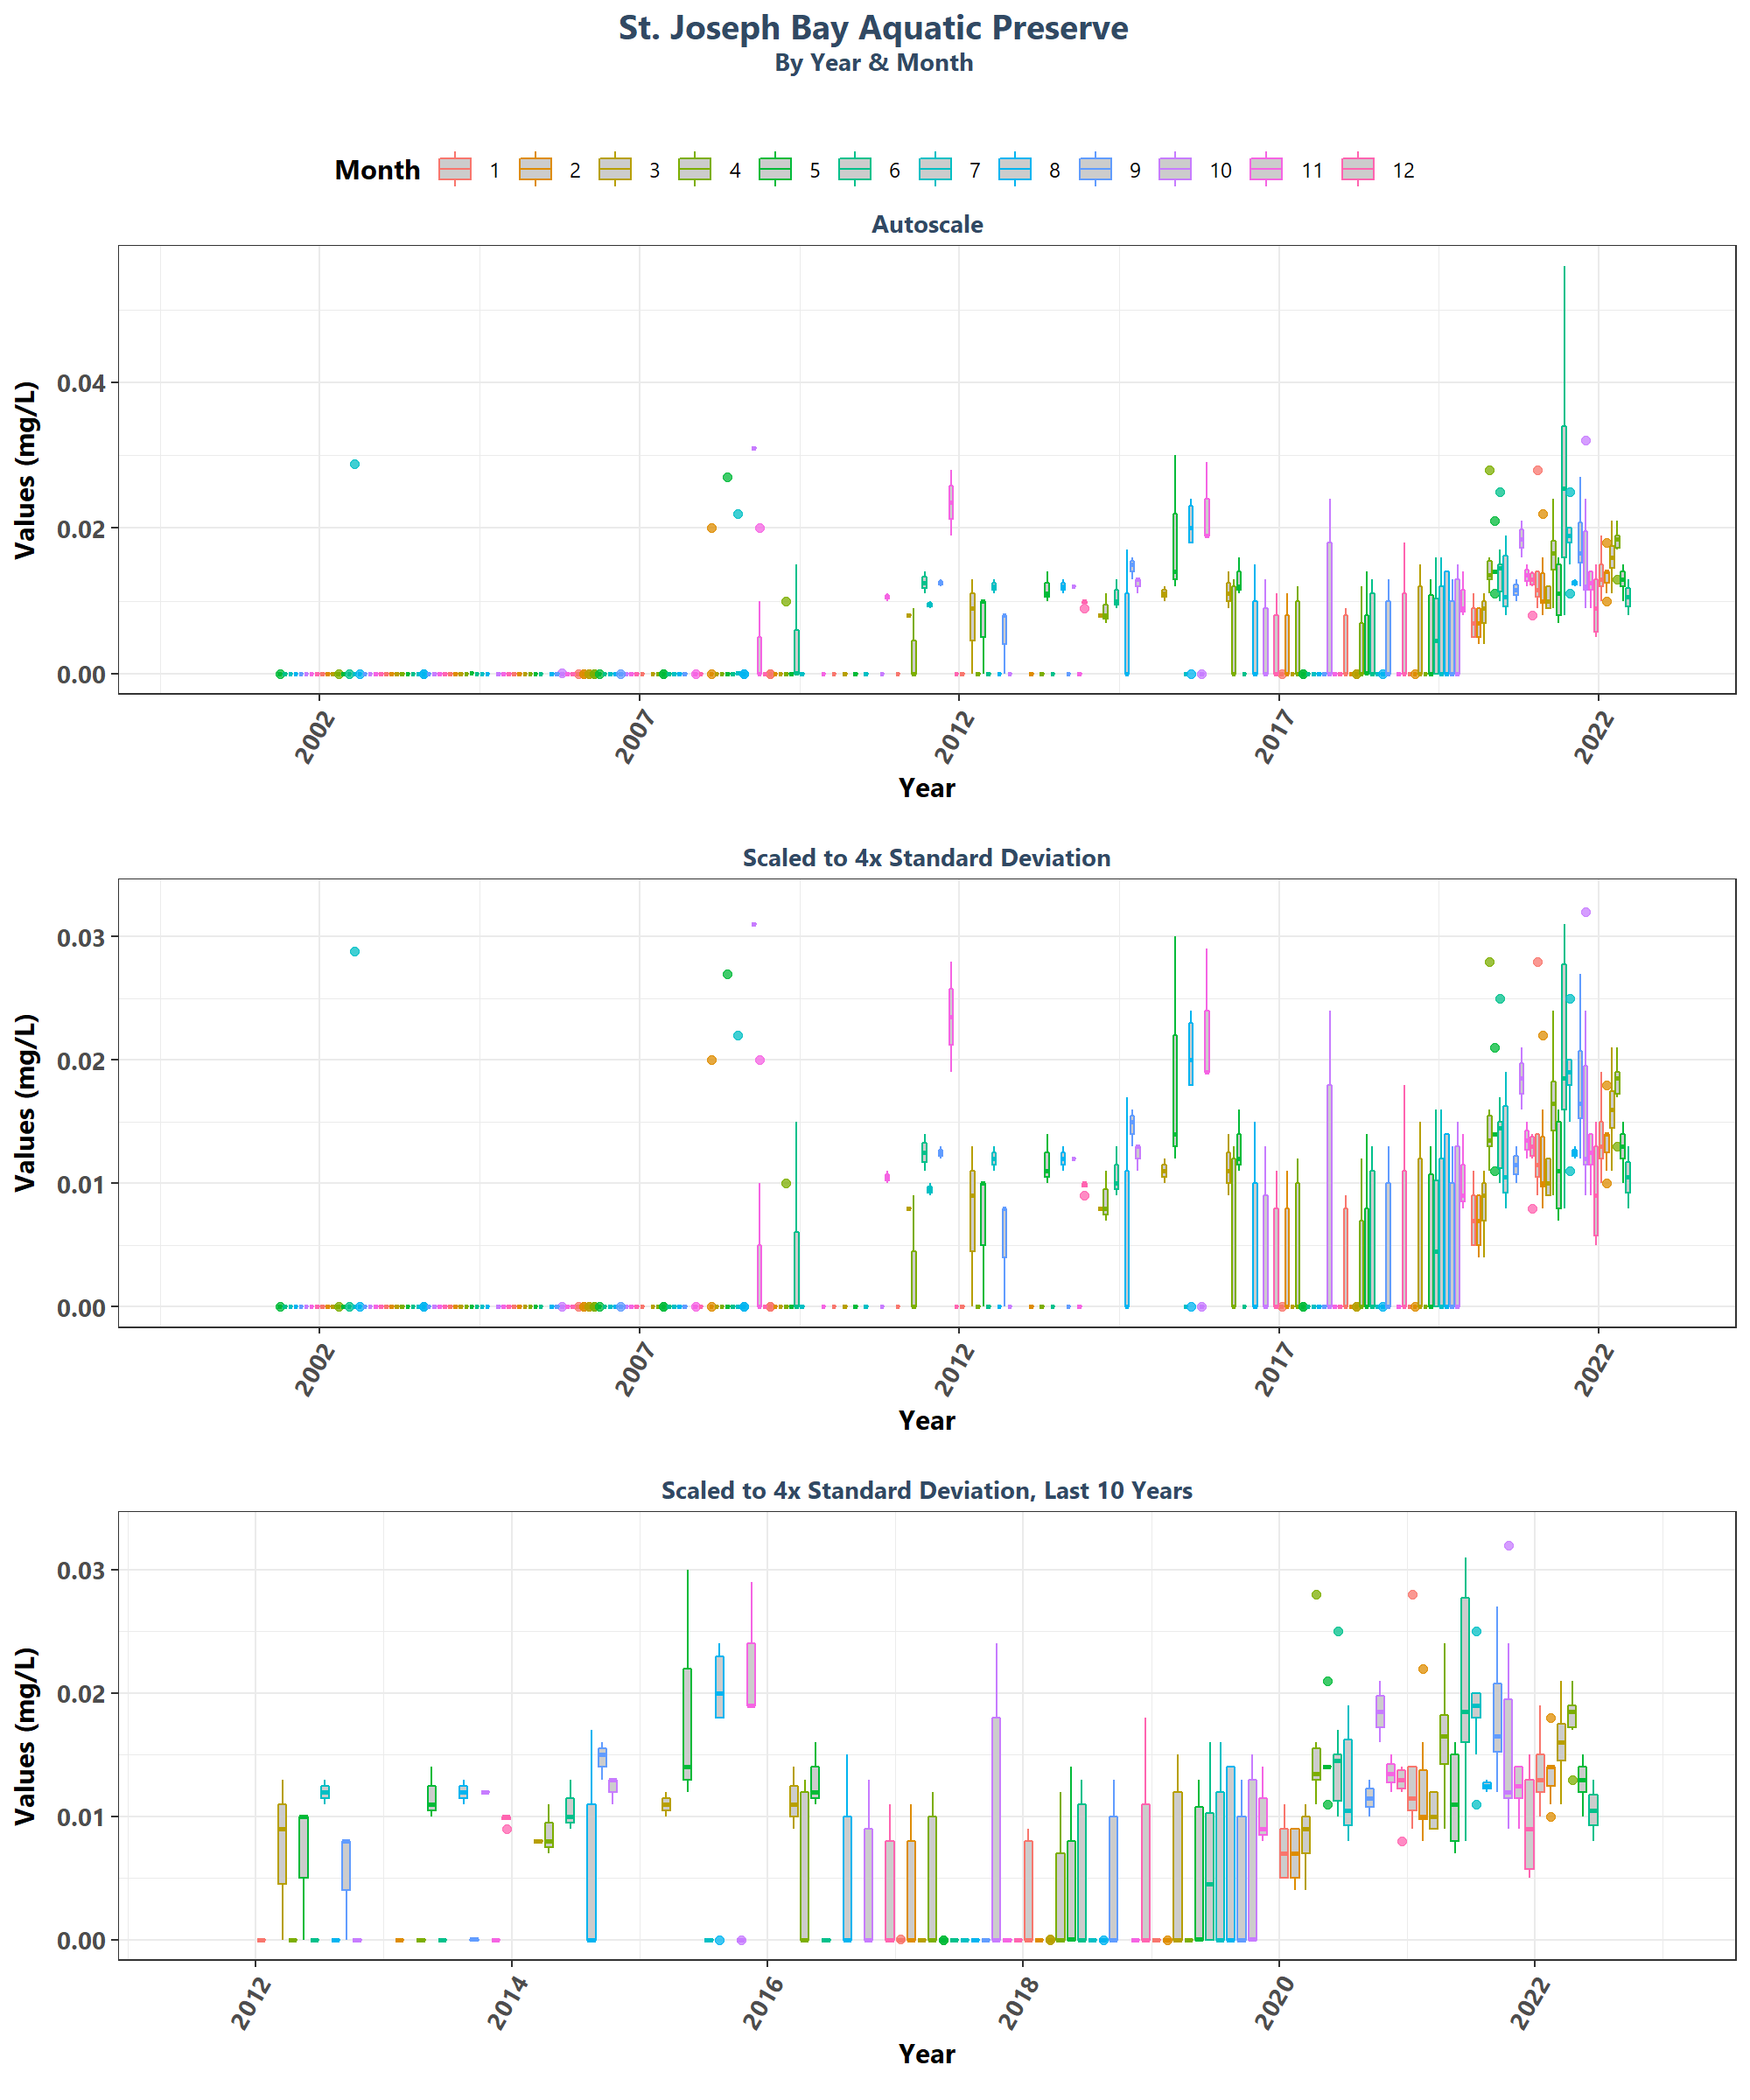 St. Joseph Bay Aquatic Preserve
By Year & Month
Month 1 2 3 4 5 6 7 8 9 10 11 12
Autoscale
Values (mg/L)
0.04
0.02
0.00
2002 2007 2012 2017 2022
Year
Scaled to 4x Standard Deviation
Values (mg/L)
0.03
0.02
0.01
0.00
2002 2007 2012 2017 2022
Year
Scaled to 4x Standard Deviation, Last 10 Years
Values (mg/L)
0.03
0.02
0.01
0.00
2012 2014 2016 2018 2020 2022
Year